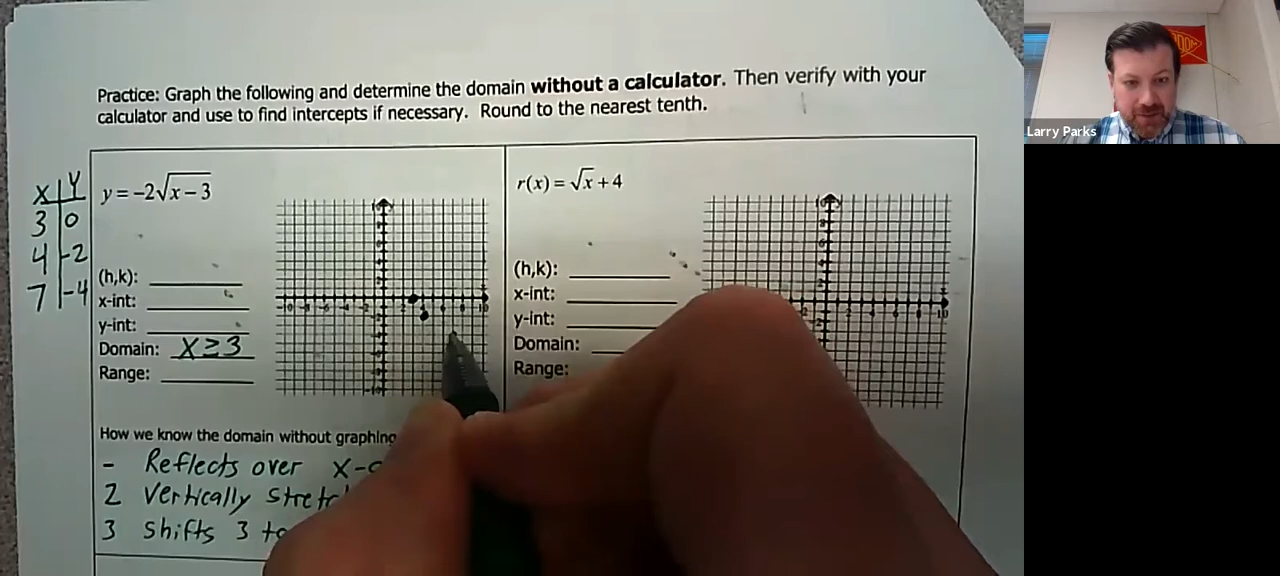 Practice: Graph the following and determine the domain without a calculator. Then verify with your
calculator and use to find intercepts if necessary. Round to the nearest tenth.
X Y
3 0
4 -2
7 -4
y = -2√x - 3
(h,k):
x-int:
y-int:
Domain: X≥3
Range:
How we know the domain without graphing
- Reflects over x-
2 Vertically
3 Shifts 3
r(x) = √x + 4
(h,k):
x-int:
y-int:
Domain:
Range:
Larry Parks